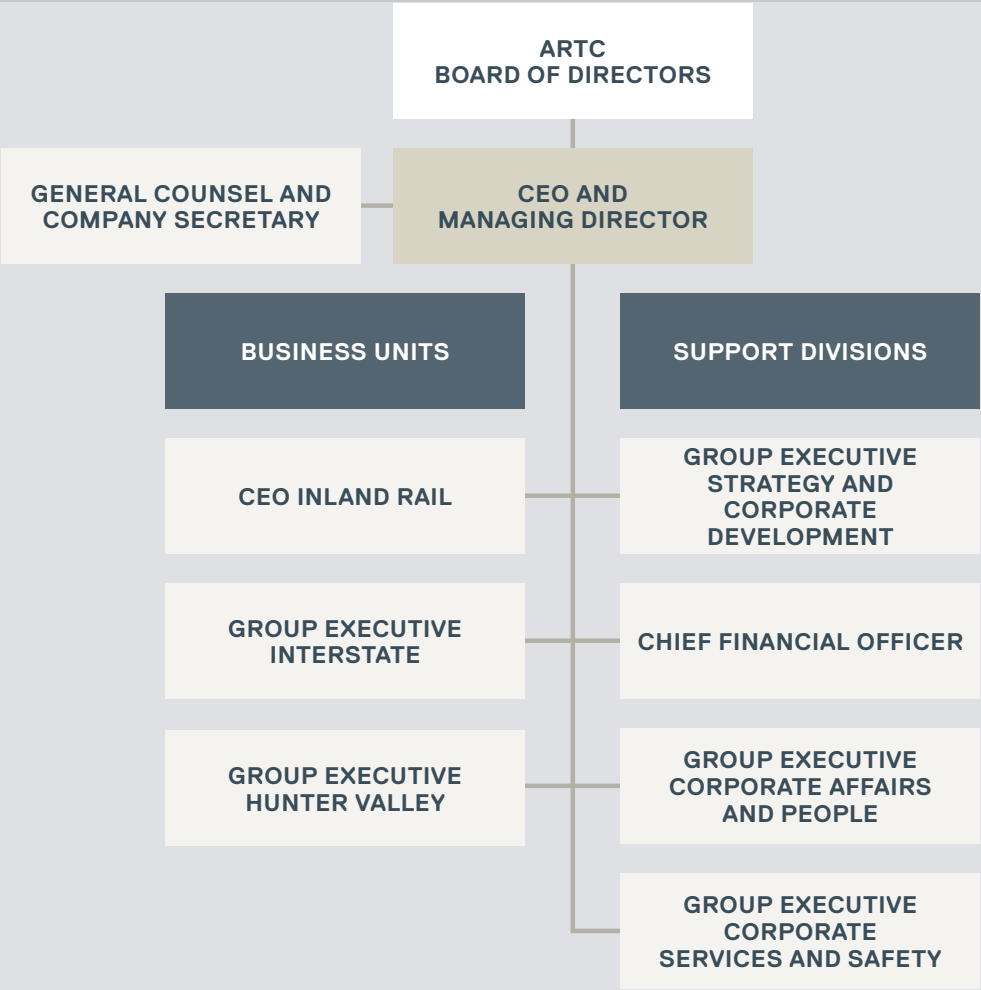 ARTC
BOARD OF DIRECTORS
GENERAL COUNSEL AND
COMPANY SECRETARY
CEO AND
MANAGING DIRECTOR
BUSINESS UNITS
SUPPORT DIVISIONS
CEO INLAND RAIL
GROUP EXECUTIVE
STRATEGY AND
CORPORATE
DEVELOPMENT
GROUP EXECUTIVE
INTERSTATE
CHIEF FINANCIAL OFFICER
GROUP EXECUTIVE
HUNTER VALLEY
GROUP EXECUTIVE
CORPORATE AFFAIRS
AND PEOPLE
GROUP EXECUTIVE
CORPORATE
SERVICES AND SAFETY